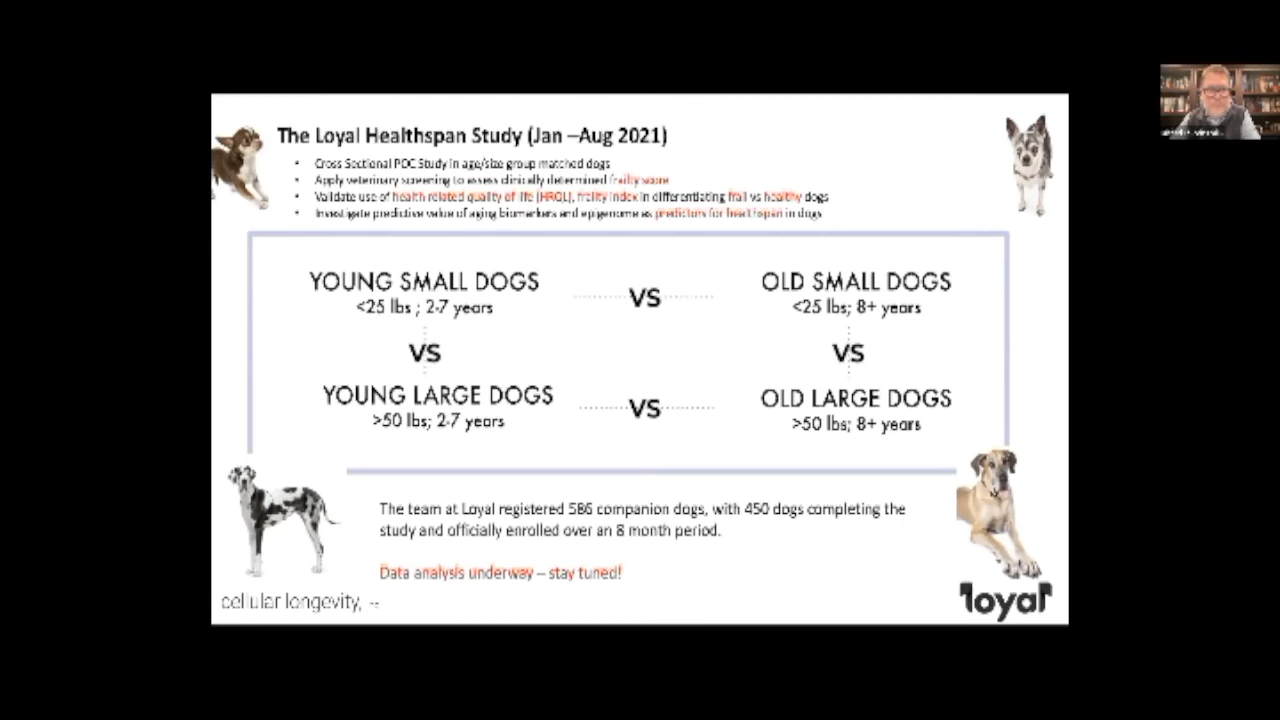 The Loyal Healthspan Study (Jan –Aug 2021)
• Cross Sectional POC Study in age/size group matched dogs
• Apply veterinary screening to assess clinically determined frailty score
• Validate use of health related quality of life (HRQL), frailty index in differentiating frail vs healthy dogs
• Investigate predictive value of aging biomarkers and epigenome as predictors for healthspan in dogs
YOUNG SMALL DOGS
<25 lbs ; 2-7 years
VS
OLD SMALL DOGS
<25 lbs; 8+ years
VS
VS
YOUNG LARGE DOGS
>50 lbs; 2-7 years
VS
OLD LARGE DOGS
>50 lbs; 8+ years
The team at Loyal registered 586 companion dogs, with 450 dogs completing the
study and officially enrolled over an 8 month period.
Data analysis underway – stay tuned!
cellular longevity,
loyal